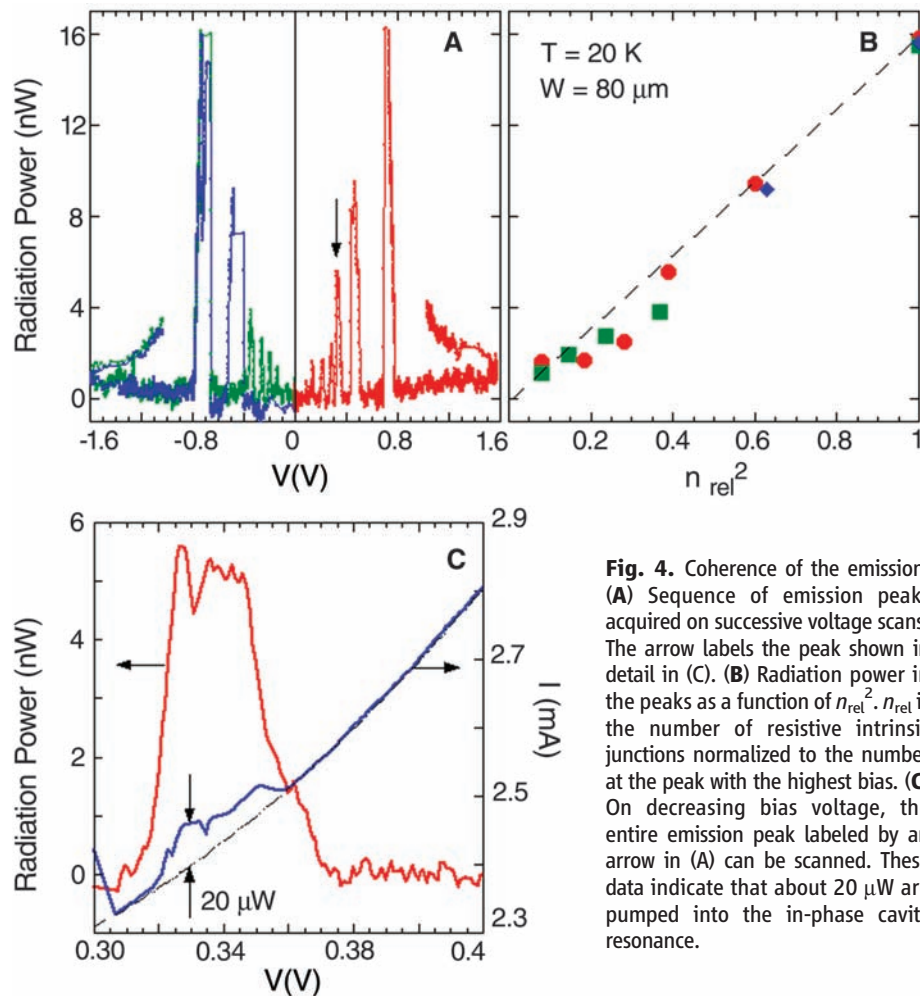 A
Radiation Power (nW)
16
12
8
4
0
-1.6 -0.8 0 0.8 1.6
V(V)
B
T = 20 K
W = 80 μm
0.2 0.4 0.6 0.8 1
n rel²
C
Radiation Power (nW)
6
5
4
2
0
2.9
2.7
2.5
2.3
I (mA)
20 μW
0.30 0.34 0.4
V(V)
Fig. 4. Coherence of the emission
(A) Sequence of emission peak
acquired on successive voltage scans
The arrow labels the peak shown in
detail in (C). (B) Radiation power in
the peaks as a function of nrel². nrel i
the number of resistive intrinsi
junctions normalized to the number
at the peak with the highest bias. (C
On decreasing bias voltage, th
entire emission peak labeled by an
arrow in (A) can be scanned. Thes
data indicate that about 20 μW ar
pumped into the in-phase cavit
resonance.